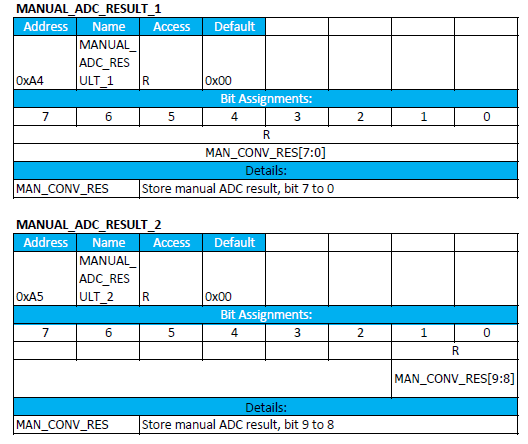 MANUAL_ADC_RESULT_1
Address Name Access Default
MANUAL_
ADC_RES
0xA4 ULT_1 R 0x00
Bit Assignments:
7 6 5 4 3 2 1 0
R
MAN_CONV_RES[7:0]
Details:
MAN_CONV_RES Store manual ADC result, bit 7 to 0
MANUAL_ADC_RESULT_2
Address Name Access Default
MANUAL_
ADC_RES
0xA5 ULT_2 R 0x00
Bit Assignments:
7 6 5 4 3 2 1 0
R
MAN_CONV_RES[9:8]
Details:
MAN_CONV_RES Store manual ADC result, bit 9 to 8